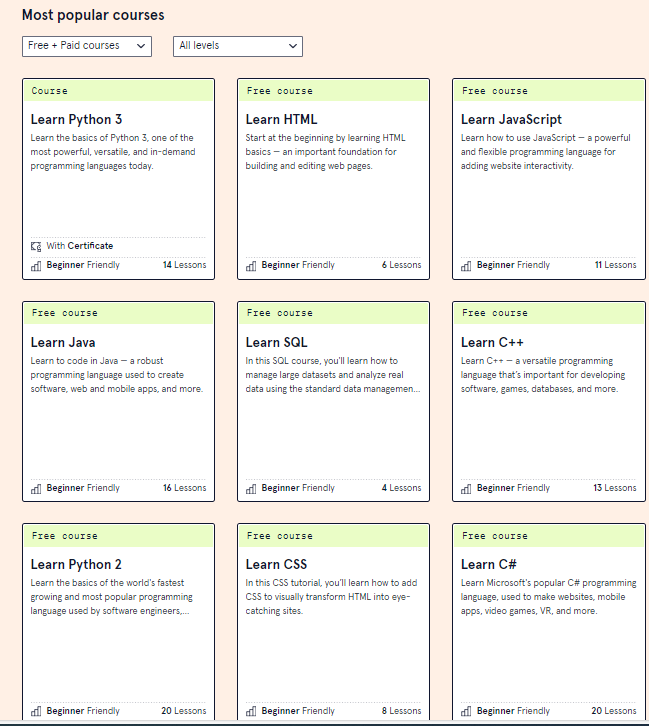 Most popular courses
Free + Paid courses
All levels
Course
Learn Python 3
Learn the basics of Python 3, one of the
most powerful, versatile, and in-demand
programming languages today.
With Certificate
Beginner Friendly
14 Lessons
Free course
Learn HTML
Start at the beginning by learning HTML
basics — an important foundation for
building and editing web pages.
Beginner Friendly
6 Lessons
Free course
Learn JavaScript
Learn how to use JavaScript — a powerful
and flexible programming language for
adding website interactivity.
Beginner Friendly
11 Lessons
Free course
Learn Java
Learn to code in Java — a robust
programming language used to create
software, web and mobile apps, and more.
Beginner Friendly
16 Lessons
Free course
Learn SQL
In this SQL course, you'll learn how to
manage large datasets and analyze real
data using the standard data managemen...
Beginner Friendly
4 Lessons
Free course
Learn C++
Learn C++ — a versatile programming
language that's important for developing
software, games, databases, and more.
Beginner Friendly
13 Lessons
Free course
Learn Python 2
Learn the basics of the world's fastest
growing and most popular programming
language used by software engineers,...
Beginner Friendly
20 Lessons
Free course
Learn CSS
In this CSS tutorial, you'll learn how to add
CSS to visually transform HTML into eye-
catching sites.
Beginner Friendly
8 Lessons
Free course
Learn C#
Learn Microsoft's popular C# programming
language, used to make websites, mobile
apps, video games, VR, and more.
Beginner Friendly
20 Lessons